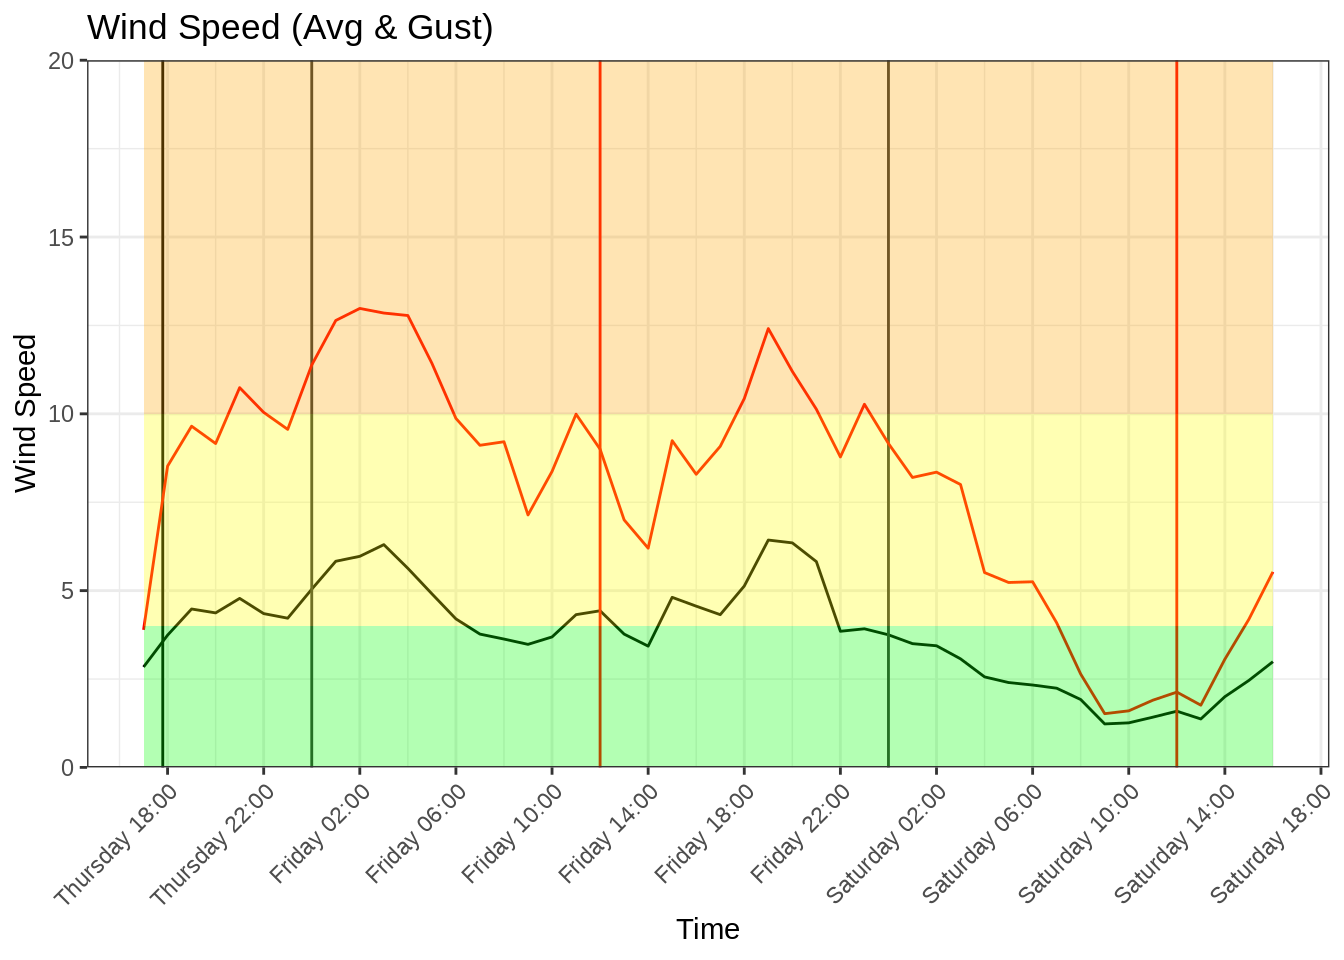 Wind Speed (Avg & Gust)
20
15
10
5
0
Wind Speed
Thursday 18:00
Thursday 22:00
Friday 02:00
Friday 06:00
Friday 10:00
Friday 14:00
Friday 18:00
Friday 22:00
Saturday 02:00
Saturday 06:00
Saturday 10:00
Saturday 14:00
Saturday 18:00
Time